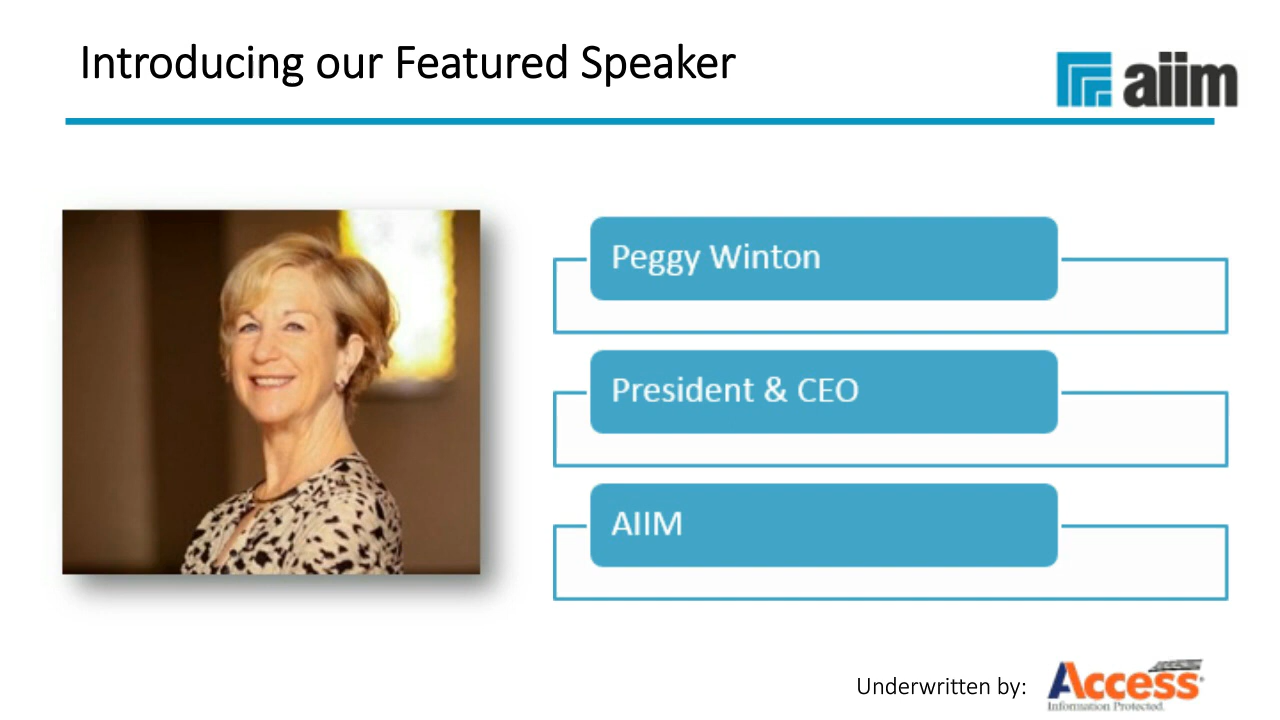 Introducing our Featured Speaker
aiim
Peggy Winton
President & CEO
AIIM
Underwritten by:
Access
Information Protected.